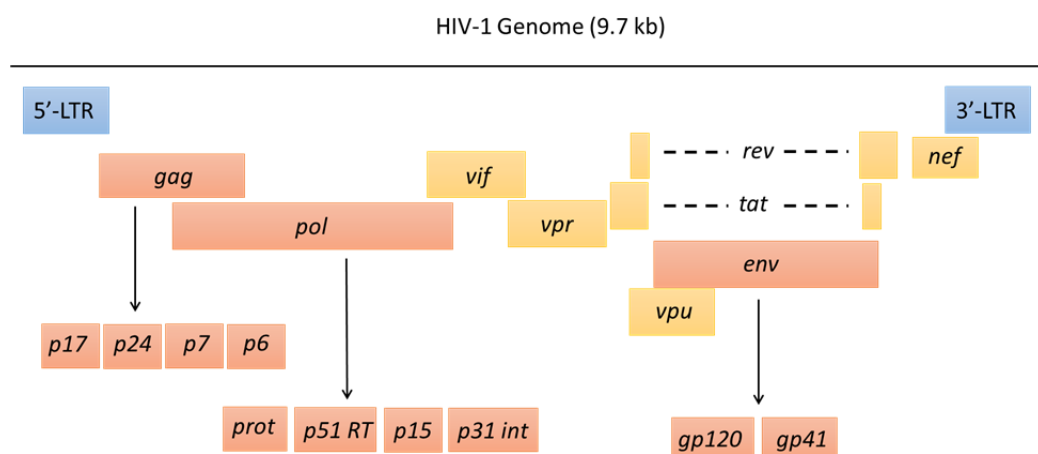 HIV-1 Genome (9.7 kb)
5’-LTR
3’-LTR
rev
nef
gag
vif
tat
pol
vpr
env
vpu
p17 p24 p7 p6
prot p51 RT p15 p31 int
gp120 gp41